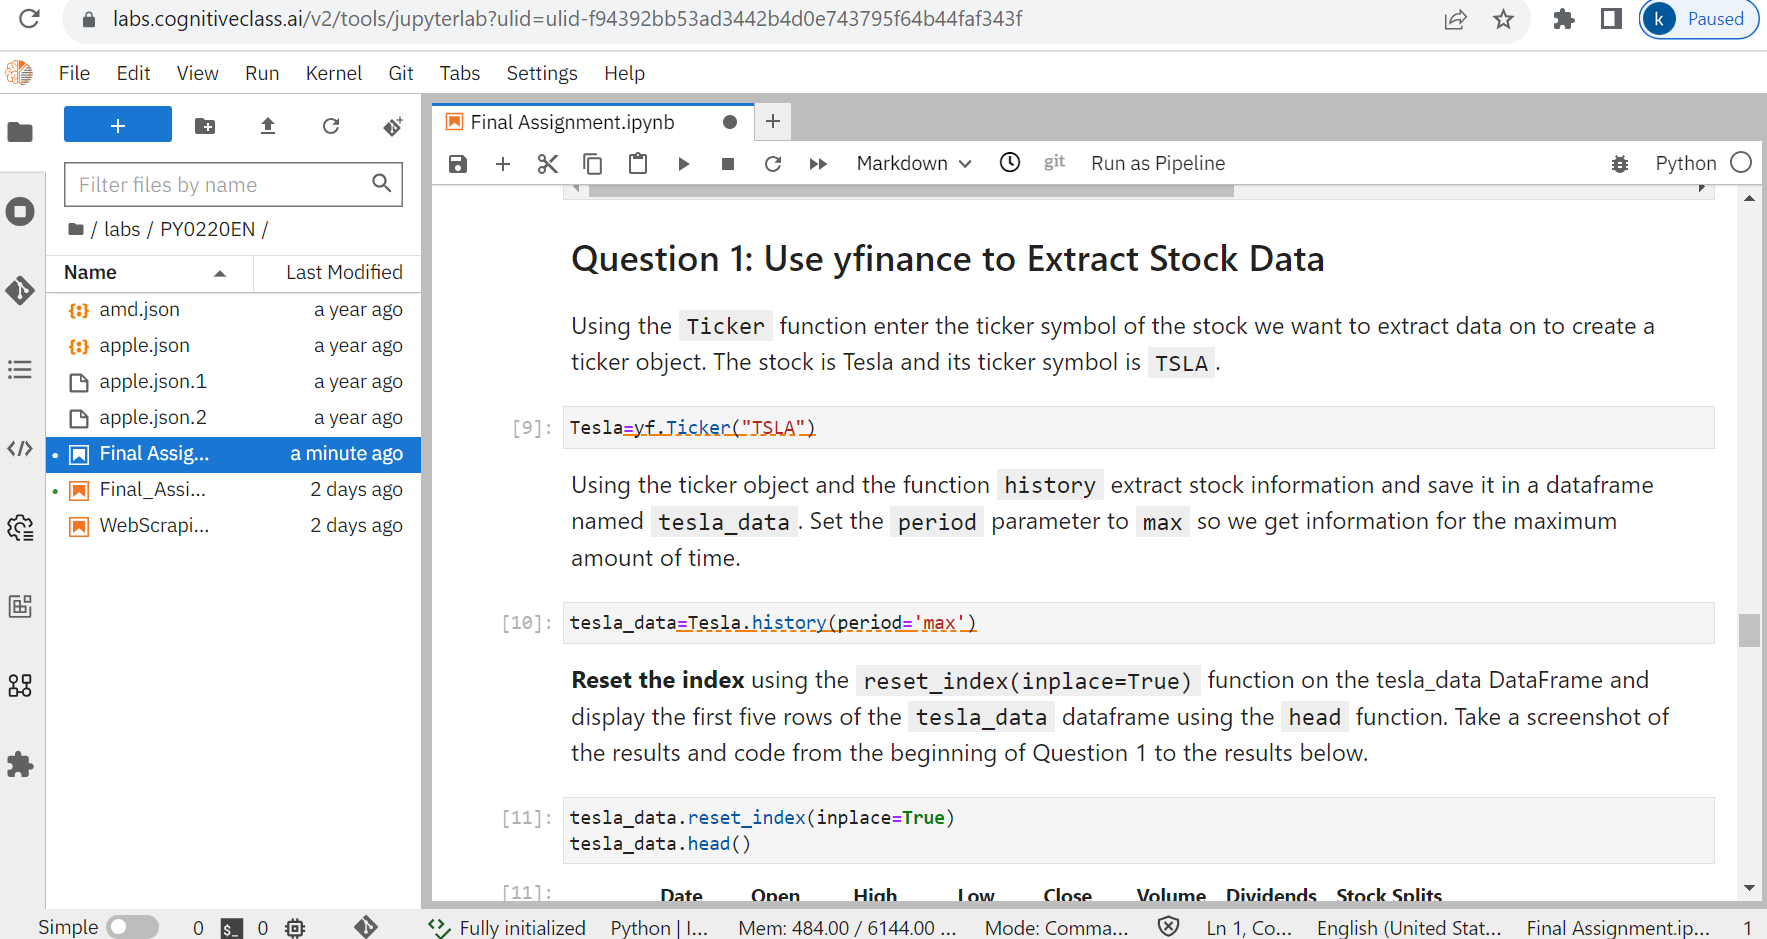 labs.cognitiveclass.ai/v2/tools/jupyterlab?ulid=ulid-f94392bb53ad3442b4d0e743795f64b44faf343f
k Paused
File Edit View Run Kernel Git Tabs Settings Help
+
Filter files by name
/ labs / PY0220EN /
Name Last Modified
amd.json a year ago
apple.json a year ago
apple.json.1 a year ago
apple.json.2 a year ago
Final Assig... a minute ago
Final_Assi... 2 days ago
WebScrapi... 2 days ago
Final Assignment.ipynb
Markdown git Run as Pipeline Python
Question 1: Use yfinance to Extract Stock Data
Using the Ticker function enter the ticker symbol of the stock we want to extract data on to create a
ticker object. The stock is Tesla and its ticker symbol is TSLA.
[9]: Tesla=yf.Ticker("TSLA")
Using the ticker object and the function history extract stock information and save it in a dataframe
named tesla_data. Set the period parameter to max so we get information for the maximum
amount of time.
[10]: tesla_data=Tesla.history(period='max')
Reset the index using the reset_index(inplace=True) function on the tesla_data DataFrame and
display the first five rows of the tesla_data dataframe using the head function. Take a screenshot of
the results and code from the beginning of Question 1 to the results below.
[11]: tesla_data.reset_index(inplace=True)
tesla_data.head()
[11]: Date Open High Low Close Volume Dividends Stock Splits
Simple 0 $_ 0 Fully initialized Python | I... Mem: 484.00 / 6144.00 ... Mode: Comma... Ln 1, Co... English (United Stat... Final Assignment.ip... 1